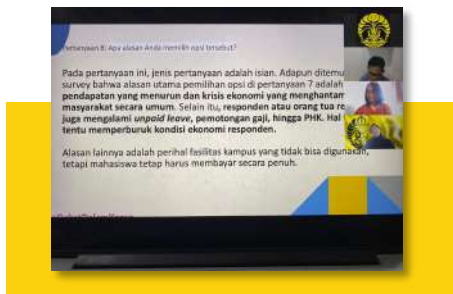 Pertanyaan 8: Apa alasan Anda memilih opsi tersebut?
Pada pertanyaan ini, jenis pertanyaan adalah isian. Adapun ditemu
survey bahwa alasan utama pemilihan opsi di pertanyaan 7 adalah
pendapatan yang menurun dan krisis ekonomi yang menghantam
masyarakat secara umum. Selain itu, responden atau orang tua re
juga mengalami unpaid leave, pemotongan gaji, hingga PHK. Hal
tentu memperburuk kondisi ekonomi responden.
Alasan lainnya adalah perihal fasilitas kampus yang tidak bisa digunakan,
tetapi mahasiswa tetap harus membayar secara penuh.